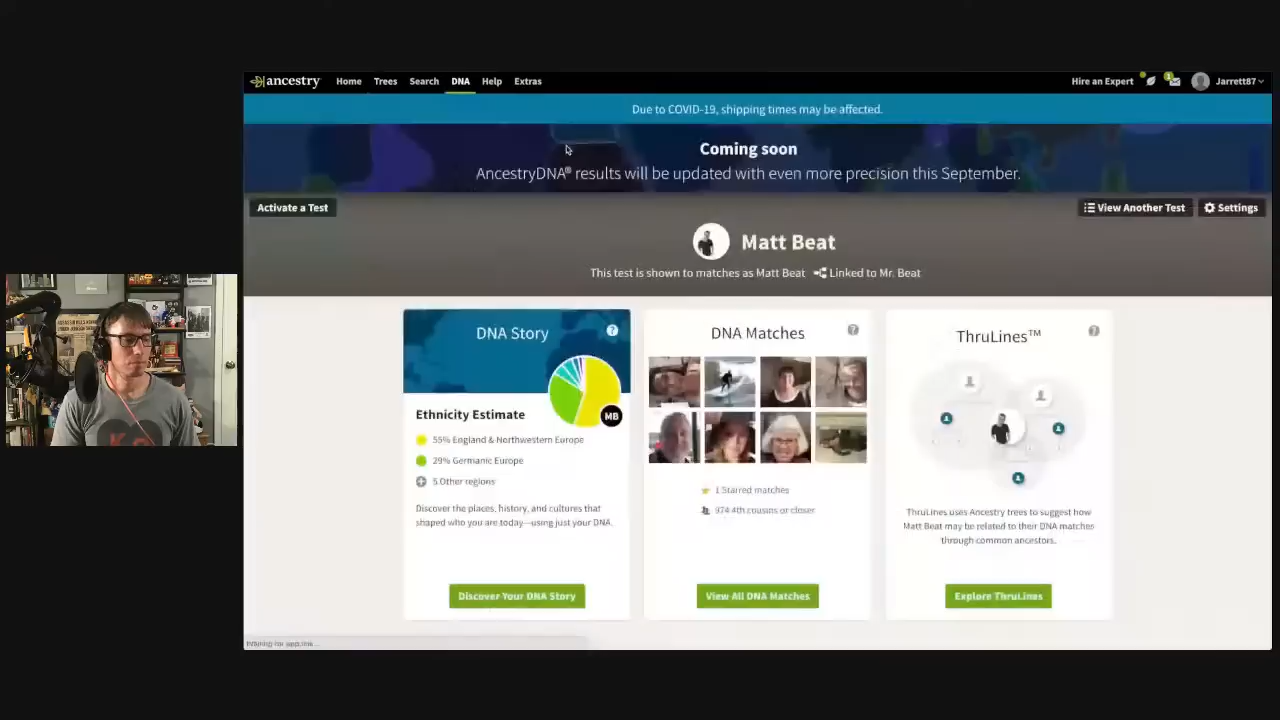 ancestry Home Trees Search DNA Help Extras Hire an Expert 1 Jarrett87
Due to COVID-19, shipping times may be affected.
Coming soon
AncestryDNA® results will be updated with even more precision this September.
Activate a Test
View Another Test
Settings
Matt Beat
This test is shown to matches as Matt Beat Linked to Mr. Beat
DNA Story
?
MB
Ethnicity Estimate
55% England & Northwestern Europe
29% Germanic Europe
5 Other regions
Discover the places, history, and cultures that
shaped who you are today—using just your DNA.
Discover Your DNA Story
DNA Matches
?
1 Starred matches
974 4th cousins or closer
View All DNA Matches
ThruLines™
?
ThruLines uses Ancestry trees to suggest how
Matt Beat may be related to their DNA matches
through common ancestors.
Explore ThruLines